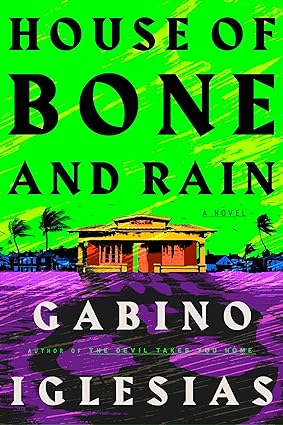 HOUSE OF
BONE
AND RAIN
A NOVEL
GABINO
AUTHOR OF THE DEVIL TAKES YOU HOME
IGLESIAS